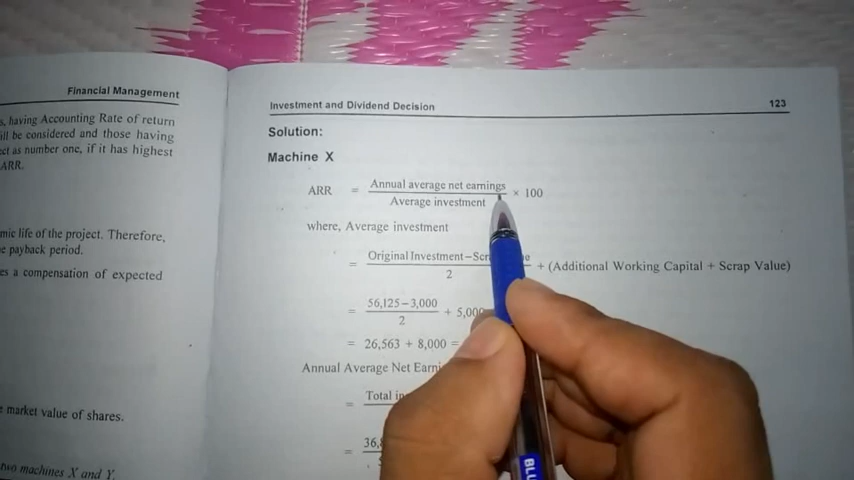 Financial Management
s, having Accounting Rate of return
ill be considered and those having
ect as number one, if it has highest
ARR.
mic life of the project. Therefore,
e payback period.
es a compensation of expected
e market value of shares.
two machines X and Y.
Investment and Dividend Decision 123
Solution:
Machine X
ARR = Annual average net earnings / Average investment × 100
where, Average investment
= Original Investment–Scr / 2 + (Additional Working Capital + Scrap Value)
= 56,125–3,000 / 2 + 5,00
= 26,563 + 8,000 =
Annual Average Net Earni
= Total in
= 36,
BLU